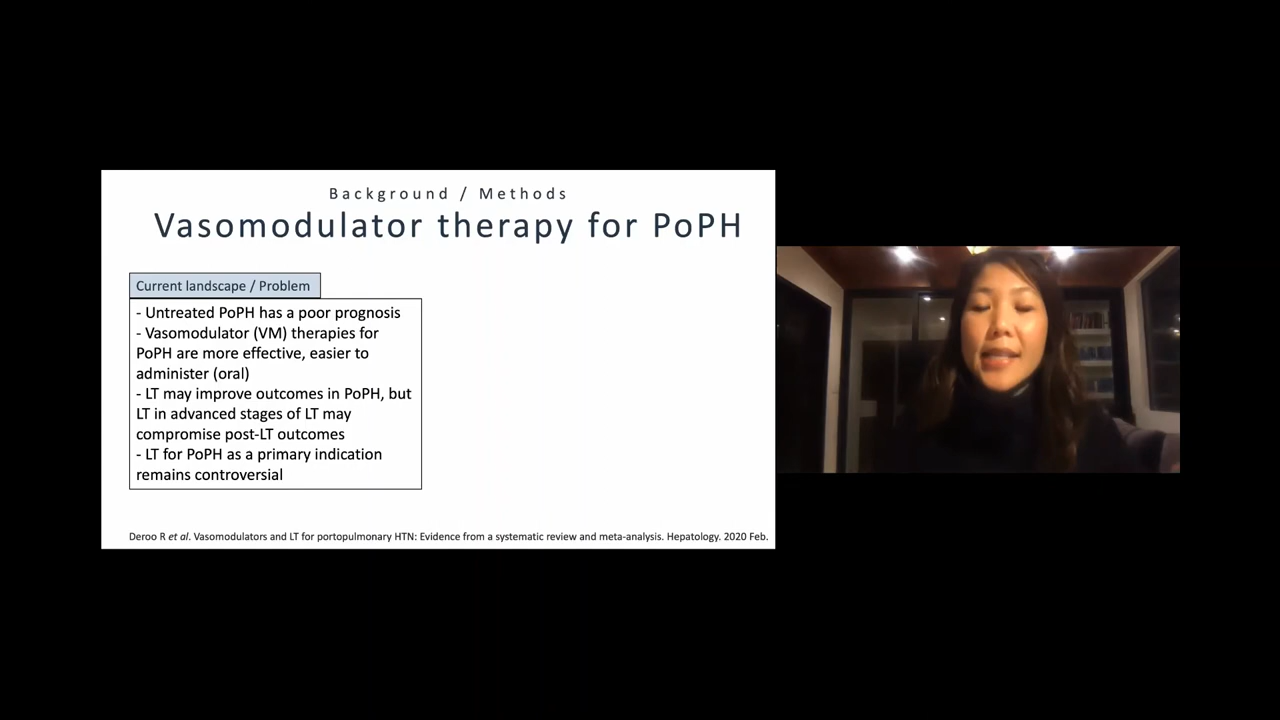 Background / Methods
Vasomodulator therapy for PoPH
Current landscape / Problem
- Untreated PoPH has a poor prognosis
- Vasomodulator (VM) therapies for
PoPH are more effective, easier to
administer (oral)
- LT may improve outcomes in PoPH, but
LT in advanced stages of LT may
compromise post-LT outcomes
- LT for PoPH as a primary indication
remains controversial
Deroo R et al. Vasomodulators and LT for portopulmonary HTN: Evidence from a systematic review and meta-analysis. Hepatology. 2020 Feb.